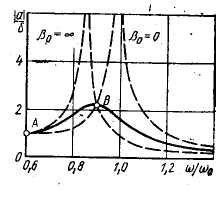 |a|
δ
β₀ = ∞
β₀ = 0
4
2
A
B
0
0,6
0,8
1,0
1,2
ω/ω₀